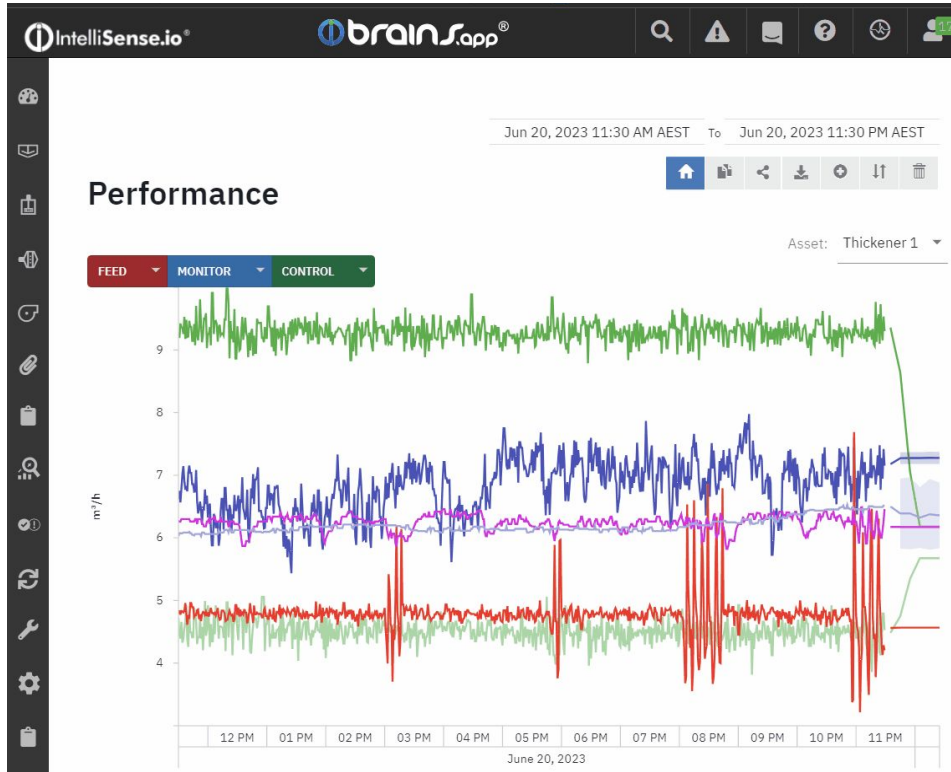 IntelliSense.io®
brains.app®
Jun 20, 2023 11:30 AM AEST To Jun 20, 2023 11:30 PM AEST
Performance
Asset: Thickener 1
FEED MONITOR CONTROL
9
8
7
m³/h
6
5
4
12 PM 01 PM 02 PM 03 PM 04 PM 05 PM 06 PM 07 PM 08 PM 09 PM 10 PM 11 PM
June 20, 2023